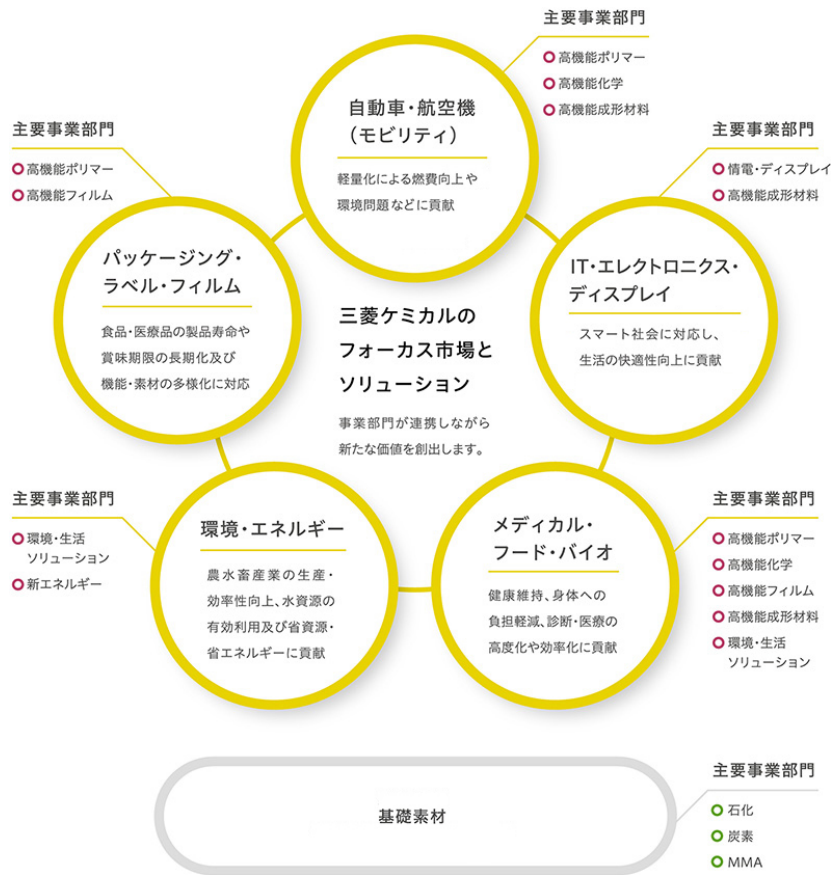 主要事業部門
高機能ポリマー
高機能化学
高機能成形材料
自動車・航空機
(モビリティ)
軽量化による燃費向上や
環境問題などに貢献
主要事業部門
高機能ポリマー
高機能フィルム
主要事業部門
情電・ディスプレイ
高機能成形材料
パッケージング・
ラベル・フィルム
食品・医療品の製品寿命や
賞味期限の長期化及び
機能・素材の多様化に対応
IT・エレクトロニクス・
ディスプレイ
スマート社会に対応し、
生活の快適性向上に貢献
三菱ケミカルの
フォーカス市場と
ソリューション
事業部門が連携しながら
新たな価値を創出します。
主要事業部門
環境・生活
ソリューション
新エネルギー
環境・エネルギー
農水畜産業の生産・
効率性向上、水資源の
有効利用及び省資源・
省エネルギーに貢献
メディカル・
フード・バイオ
健康維持、身体への
負担軽減、診断・医療の
高度化や効率化に貢献
主要事業部門
高機能ポリマー
高機能化学
高機能フィルム
高機能成形材料
環境・生活
ソリューション
基礎素材
主要事業部門
石化
炭素
MMA